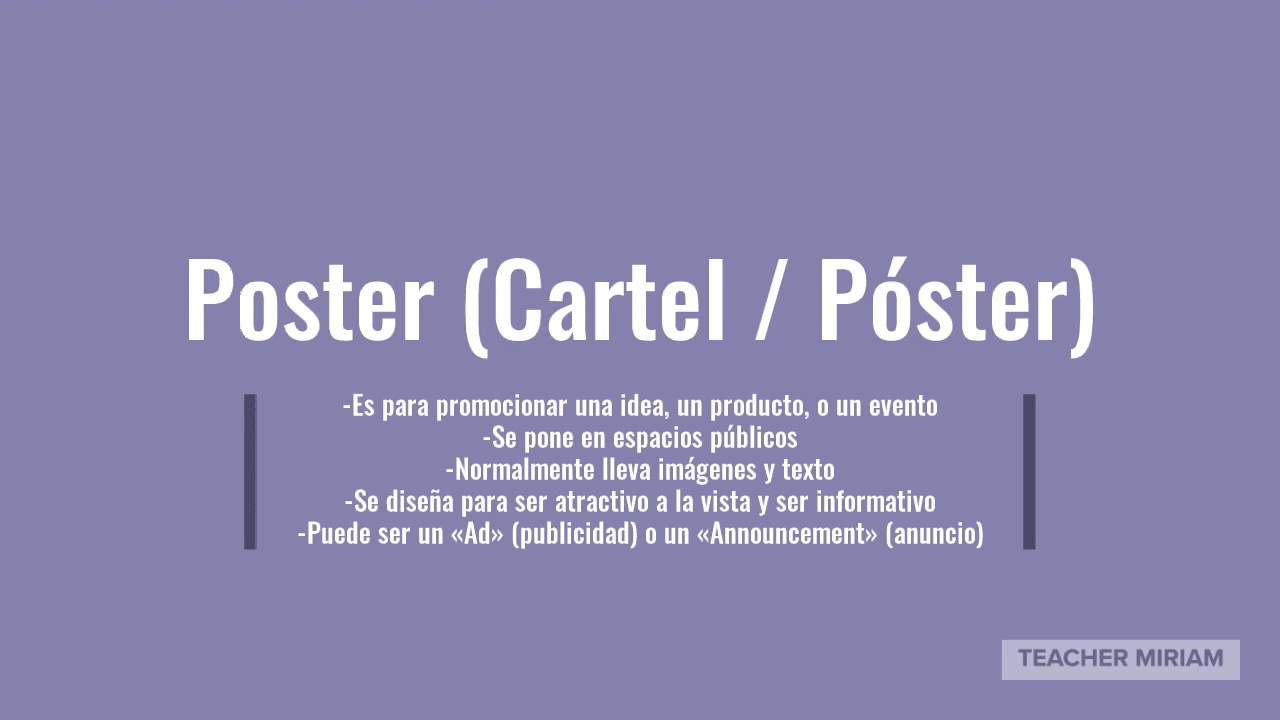 Poster (Cartel / Póster)
-Es para promocionar una idea, un producto, o un evento
-Se pone en espacios públicos
-Normalmente lleva imágenes y texto
-Se diseña para ser atractivo a la vista y ser informativo
-Puede ser un «Ad» (publicidad) o un «Announcement» (anuncio)
TEACHER MIRIAM